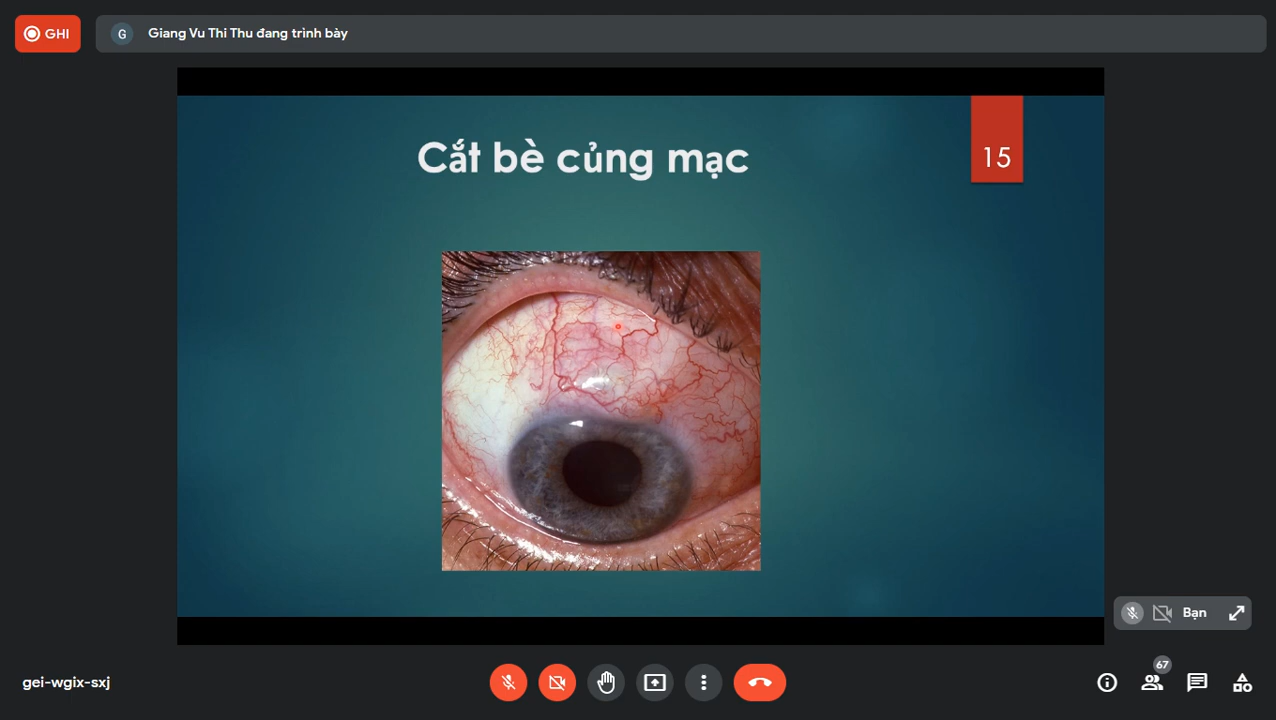 GHI
G
Giang Vu Thi Thu đang trình bày
Cắt bè củng mạc
15
Bạn
gei-wgix-sxj
67